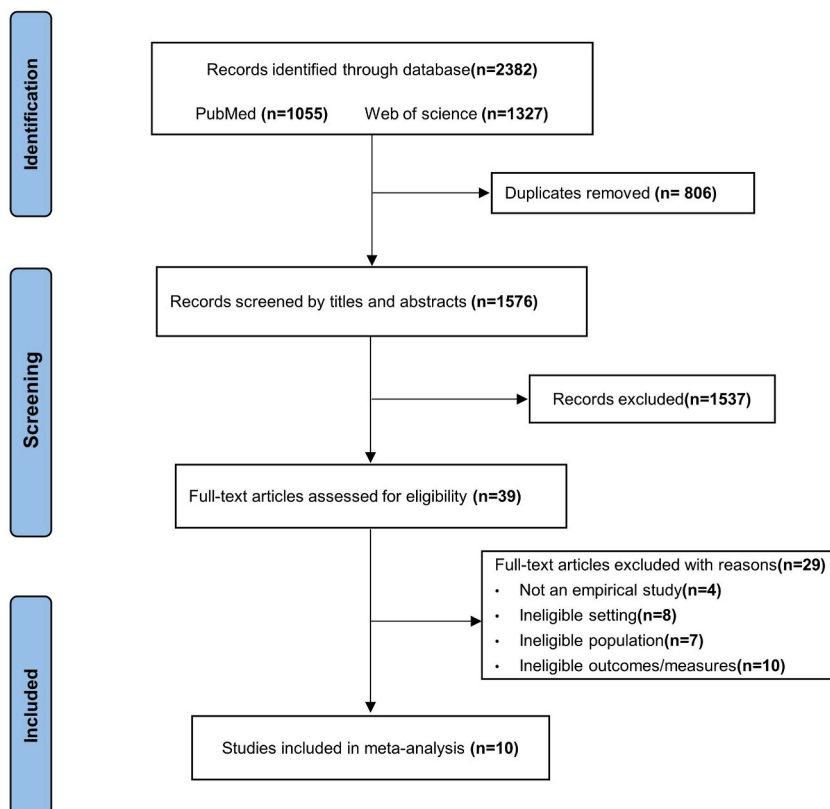 Identification
Records identified through database(n=2382)
PubMed (n=1055) Web of science (n=1327)
Duplicates removed (n= 806)
Screening
Records screened by titles and abstracts (n=1576)
Records excluded(n=1537)
Full-text articles assessed for eligibility (n=39)
Full-text articles excluded with reasons(n=29)
• Not an empirical study(n=4)
• Ineligible setting(n=8)
• Ineligible population(n=7)
• Ineligible outcomes/measures(n=10)
Included
Studies included in meta-analysis (n=10)